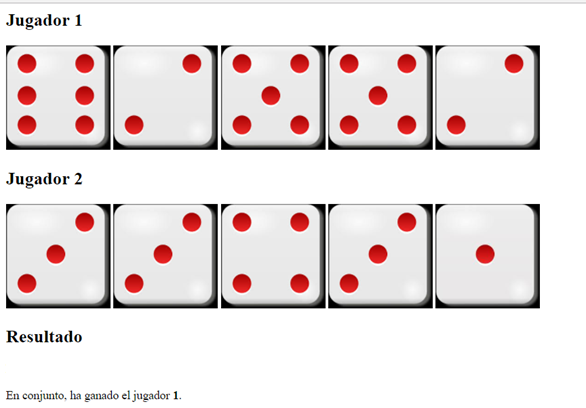 Jugador 1
Jugador 2
Resultado
En conjunto, ha ganado el jugador 1.